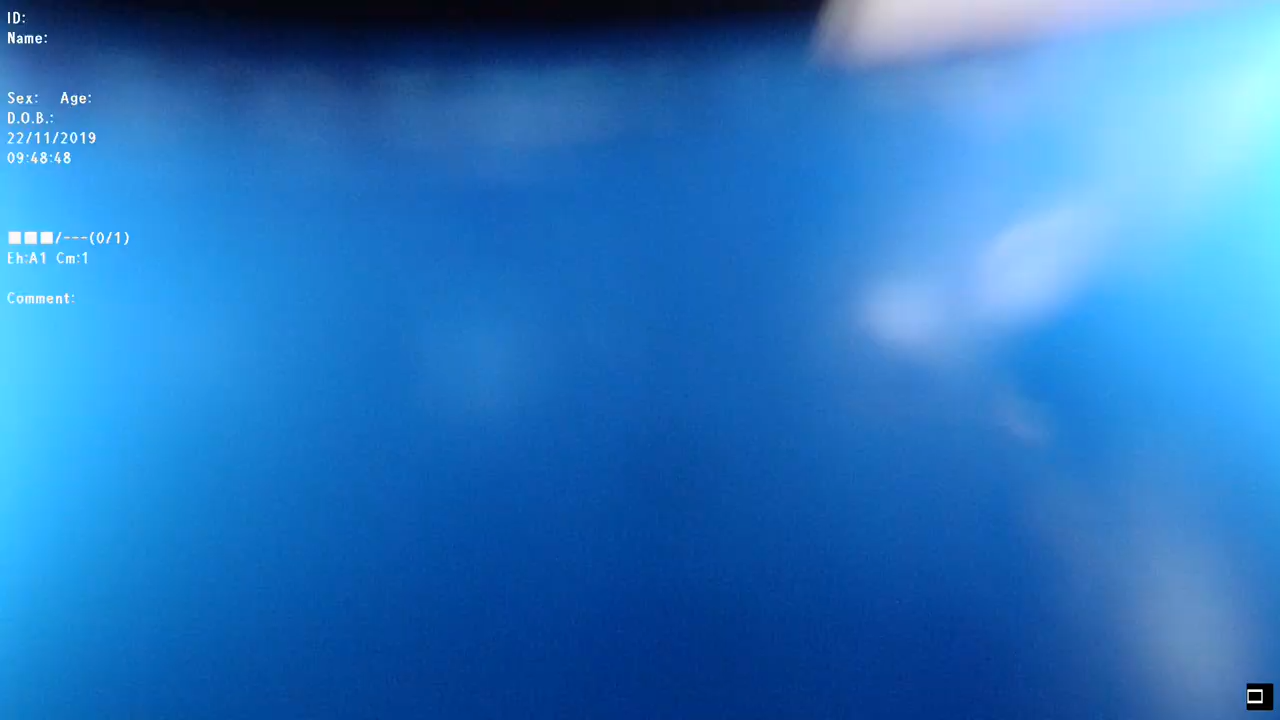 ID:
Name:
Sex: Age:
D.O.B.:
22/11/2019
09:48:48
■■■/---(0/1)
Eh:A1 Cm:1
Comment: